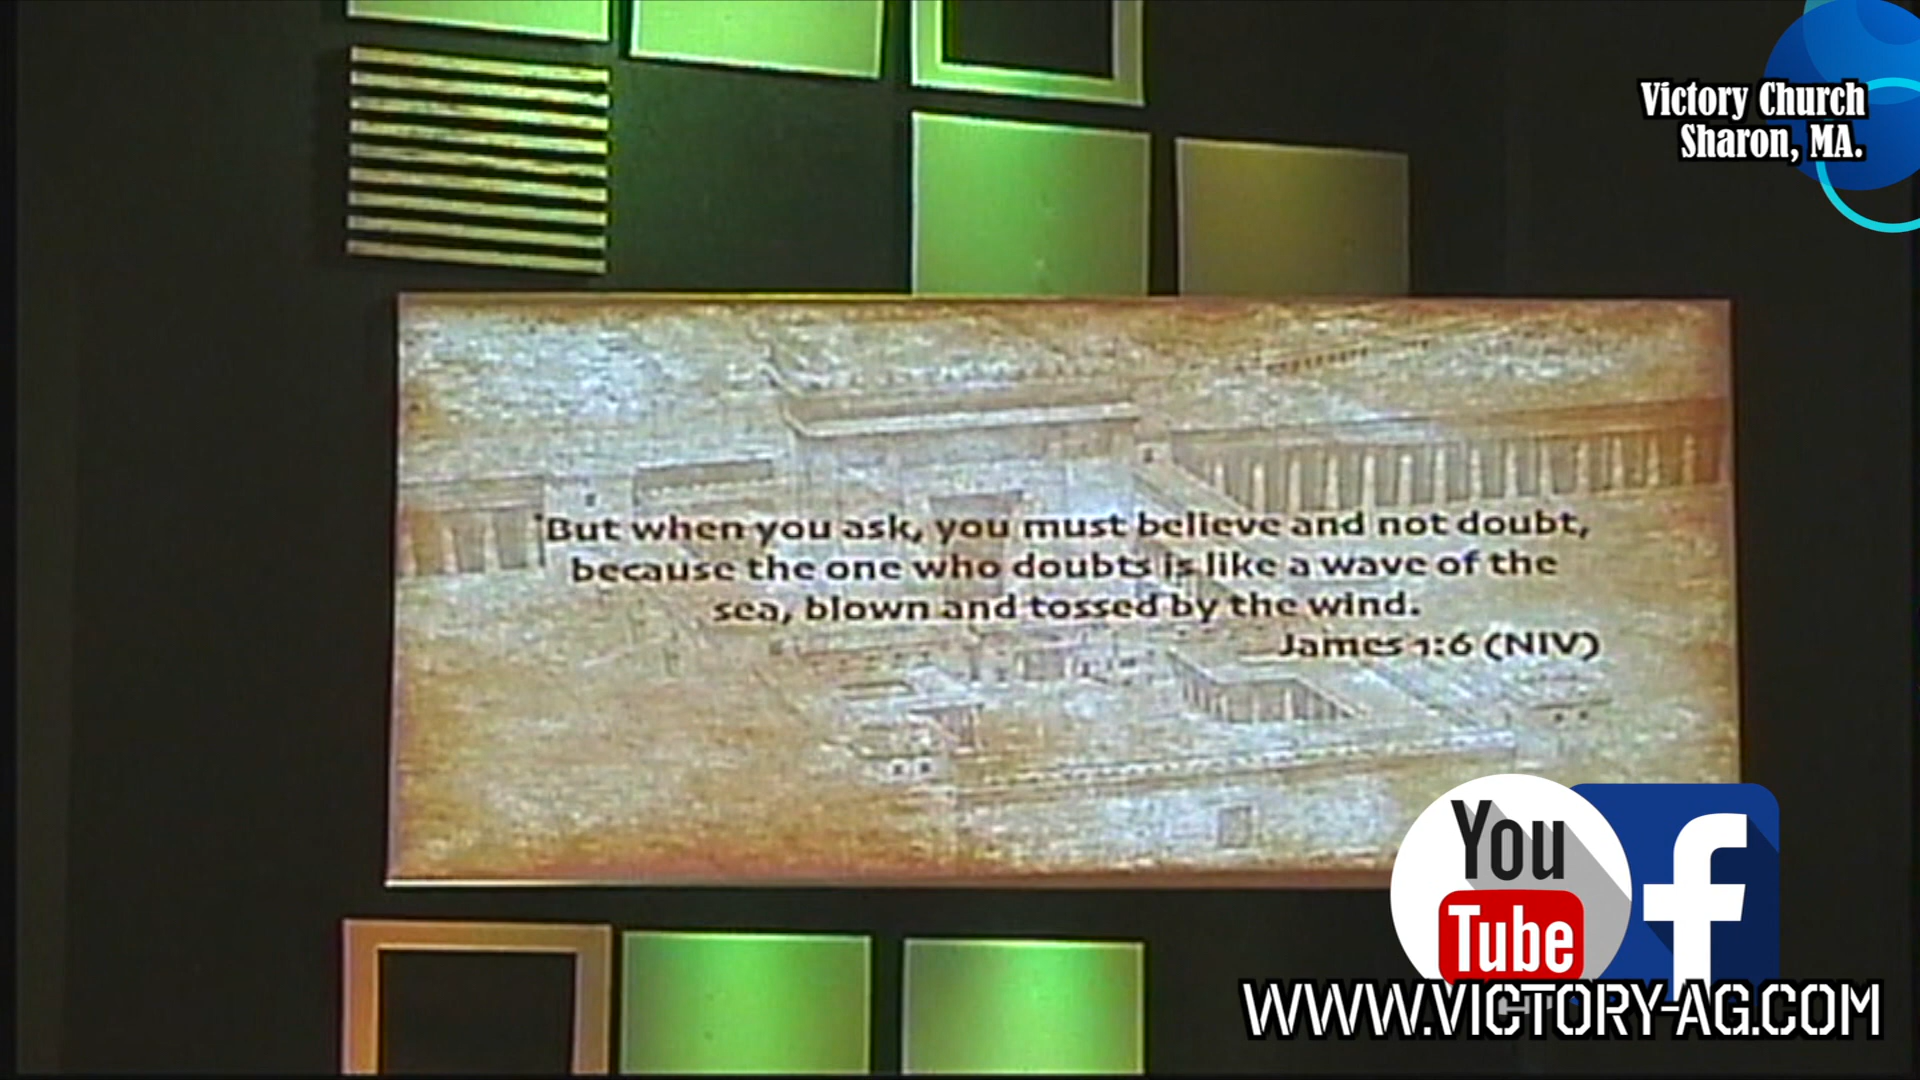 Victory Church
Sharon, MA.
"But when you ask, you must believe and not doubt,
because the one who doubts is like a wave of the
sea, blown and tossed by the wind.
James 1:6 (NIV)
You
Tube
f
WWW.VICTORY-AG.COM